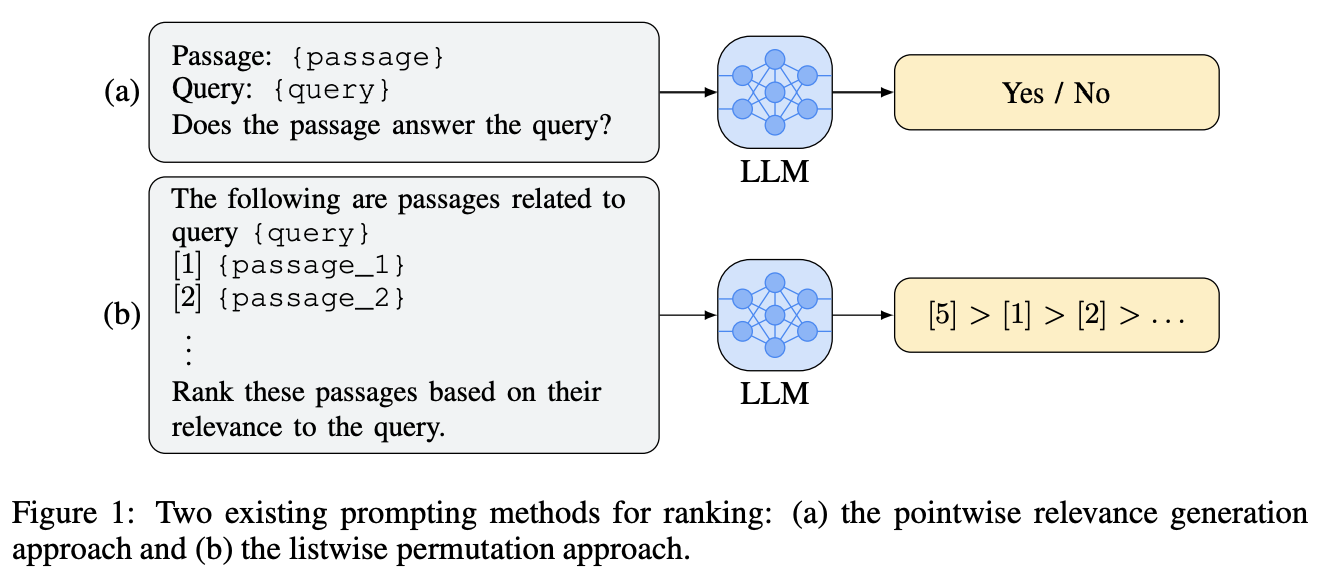 (a)
Passage: {passage}
Query: {query}
Does the passage answer the query?
LLM
Yes / No
(b)
The following are passages related to
query {query}
[1] {passage_1}
[2] {passage_2}
⋮
Rank these passages based on their
relevance to the query.
LLM
[5] > [1] > [2] > ...
Figure 1: Two existing prompting methods for ranking: (a) the pointwise relevance generation
approach and (b) the listwise permutation approach.